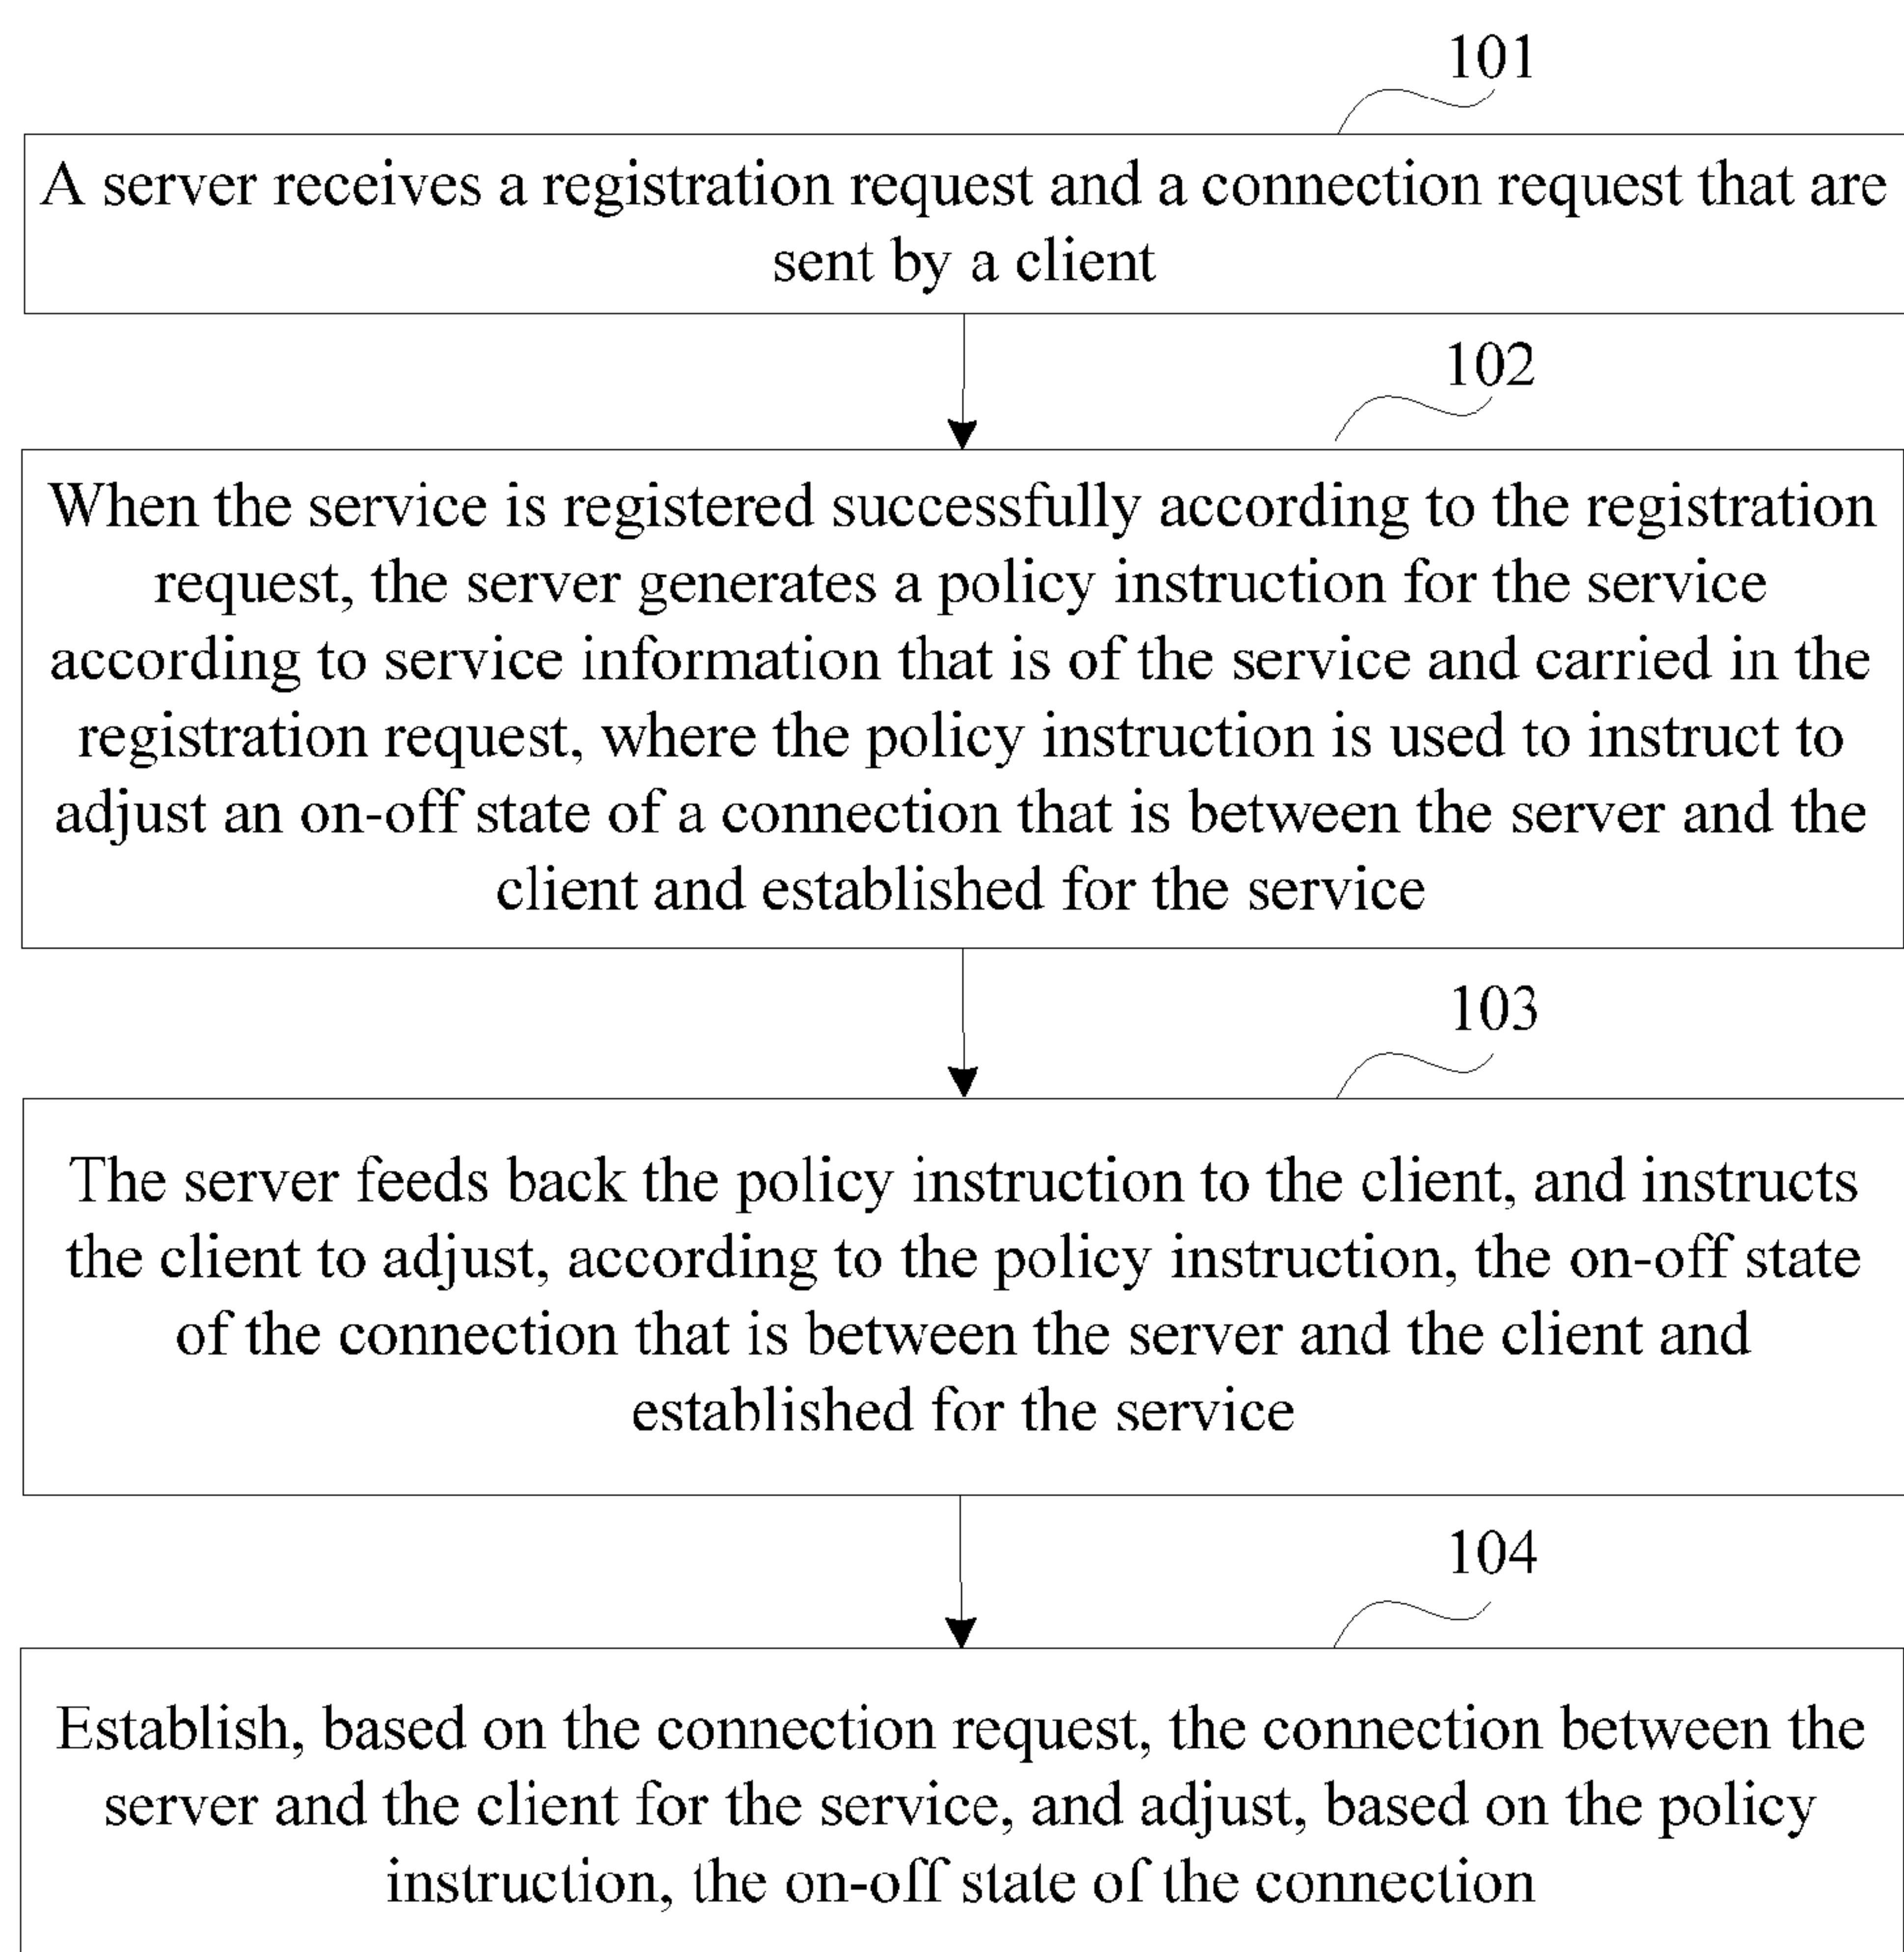 101
A server receives a registration request and a connection request that are
sent by a client
102
When the service is registered successfully according to the registration
request, the server generates a policy instruction for the service
according to service information that is of the service and carried in the
registration request, where the policy instruction is used to instruct to
adjust an on-off state of a connection that is between the server and the
client and established for the service
103
The server feeds back the policy instruction to the client, and instructs
the client to adjust, according to the policy instruction, the on-off state
of the connection that is between the server and the client and
established for the service
104
Establish, based on the connection request, the connection between the
server and the client for the service, and adjust, based on the policy
instruction, the on-off state of the connection